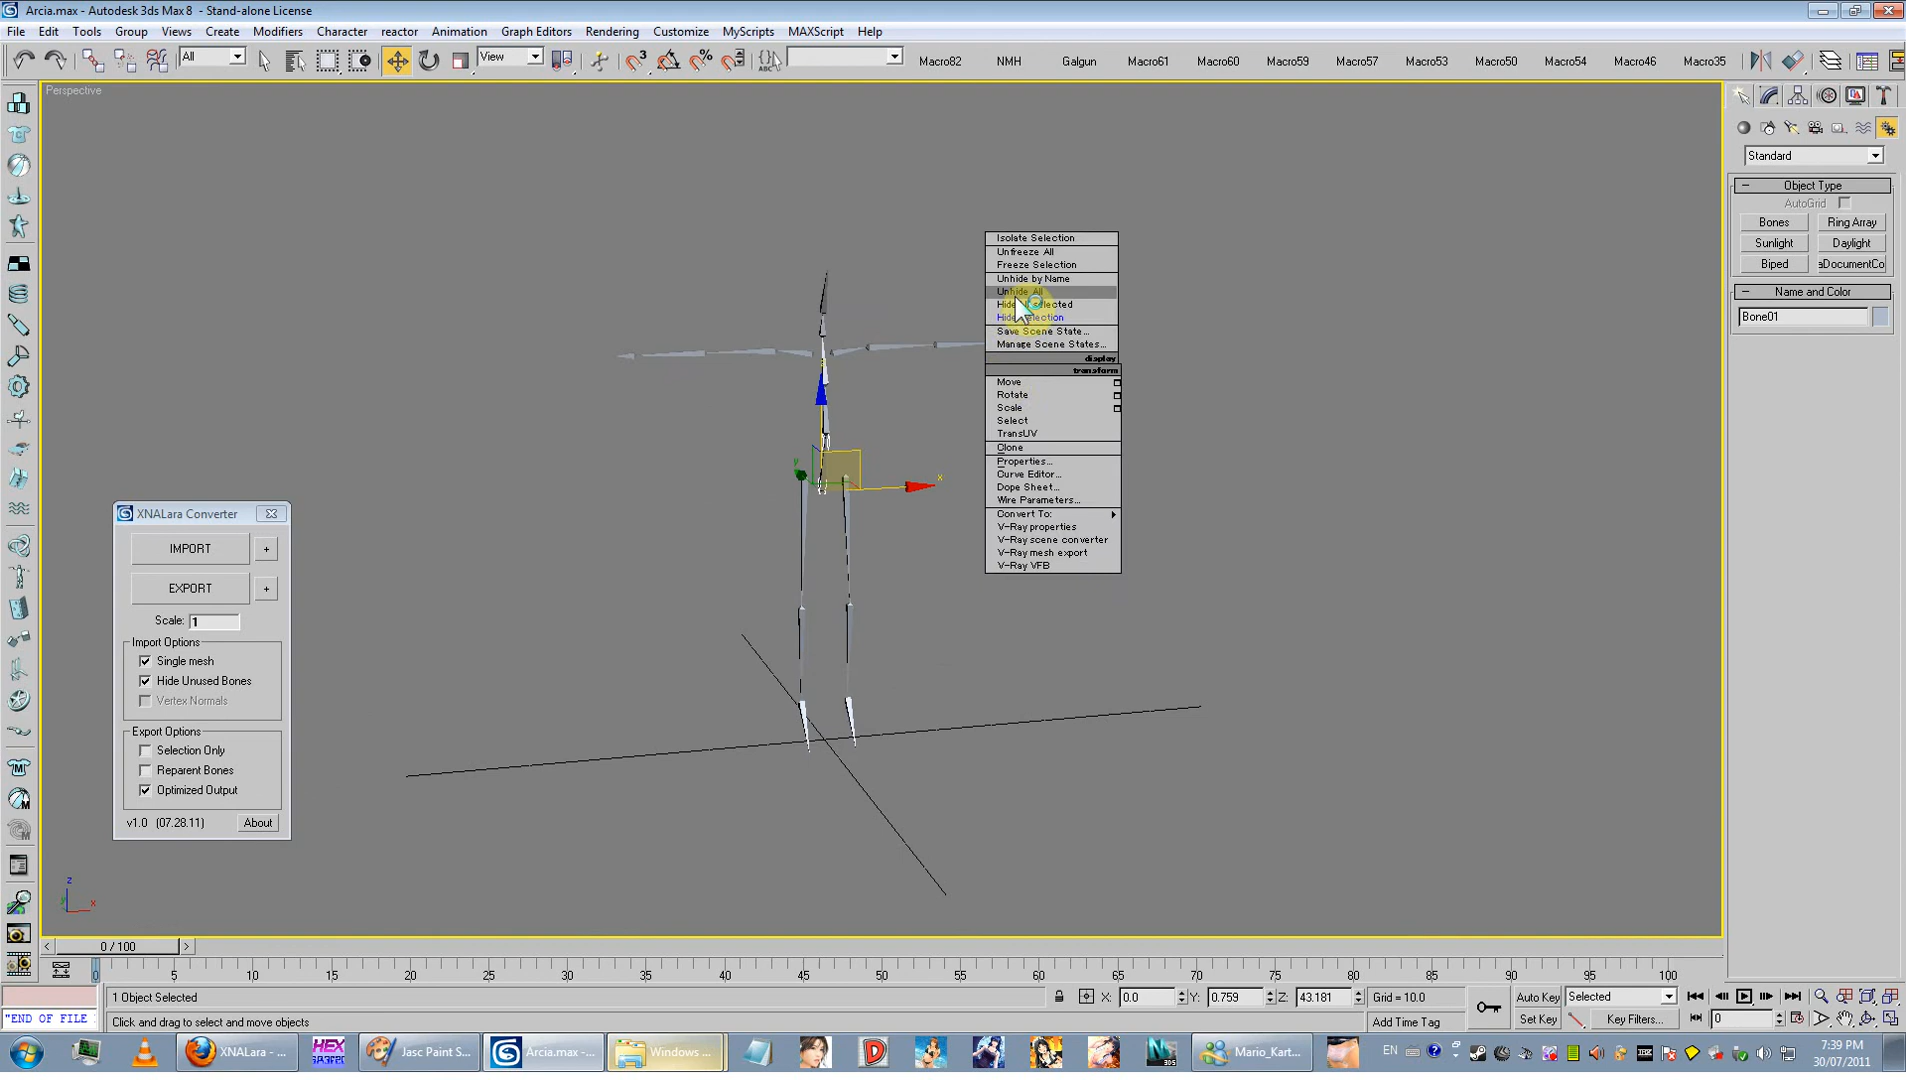 Arcia.max - Autodesk 3ds Max 8 - Stand-alone License
File Edit Tools Group Views Create Modifiers Character reactor Animation Graph Editors Rendering Customize MyScripts MAXScript Help
All View Macro82 NMH Galgun Macro61 Macro60 Macro59 Macro57 Macro53 Macro50 Macro54 Macro46 Macro35
Perspective
Standard
Object Type
AutoGrid
Bones Ring Array
Sunlight Daylight
Biped aDocumentCo
Name and Color
Bone01
Isolate Selection
Unfreeze All
Freeze Selection
Unhide by Name
Unhide All
Hide Selection
Save Scene State...
Manage Scene States...
display
transform
Move
Rotate
Scale
Select
TransUV
Clone
Properties...
Curve Editor...
Dope Sheet...
Wire Parameters...
Convert To:
V-Ray properties
V-Ray scene converter
V-Ray mesh export
V-Ray VFB
x
y
XNALara Converter
IMPORT +
EXPORT +
Scale: 1
Import Options
Single mesh
Hide Unused Bones
Vertex Normals
Export Options
Selection Only
Reparent Bones
Optimized Output
v1.0 (07.28.11) About
z
y
x
0 / 100
0 5 10 15 20 25 30 35 40 45 50 55 60 65 70 75 80 85 90 95 100
1 Object Selected X: 0.0 Y: 0.759 Z: 43.181 Grid = 10.0 Auto Key Selected
"END OF FILE Click and drag to select and move objects Add Time Tag Set Key Key Filters... 0
XNALara - ... HEX Jasc Paint S... Arcia.max -... Windows ... Mario_Kart... EN
7:39 PM
30/07/2011